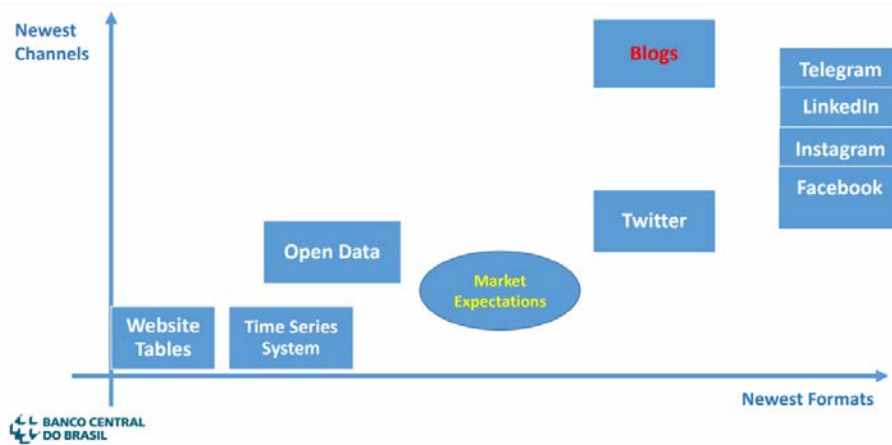 Newest
Channels
Blogs
Telegram
LinkedIn
Instagram
Facebook
Twitter
Open Data
Market
Expectations
Website
Tables
Time Series
System
Newest Formats
BANCO CENTRAL
DO BRASIL